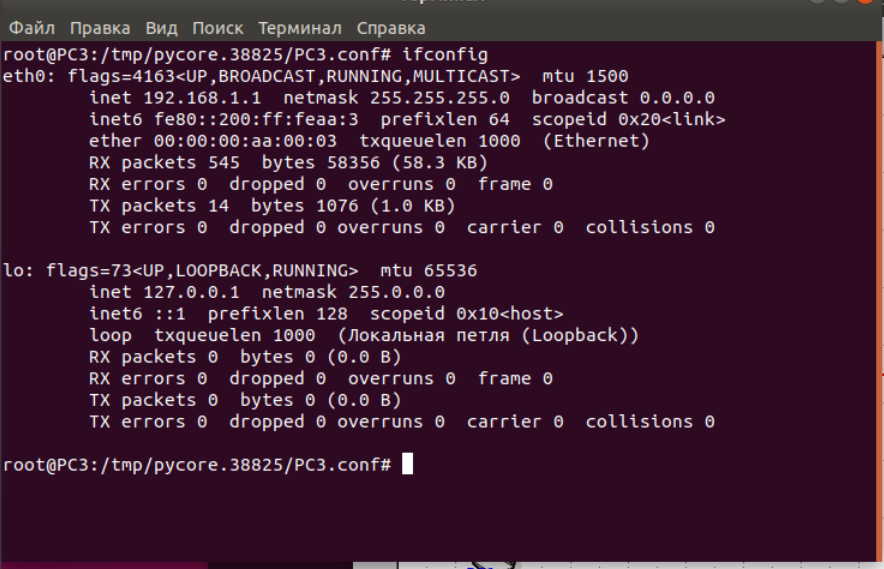 Файл Правка Вид Поиск Терминал Справка
root@PC3:/tmp/pycore.38825/PC3.conf# ifconfig
eth0: flags=4163<UP,BROADCAST,RUNNING,MULTICAST>  mtu 1500
        inet 192.168.1.1  netmask 255.255.255.0  broadcast 0.0.0.0
        inet6 fe80::200:ff:feaa:3  prefixlen 64  scopeid 0x20<link>
        ether 00:00:00:aa:00:03  txqueuelen 1000  (Ethernet)
        RX packets 545  bytes 58356 (58.3 KB)
        RX errors 0  dropped 0  overruns 0  frame 0
        TX packets 14  bytes 1076 (1.0 KB)
        TX errors 0  dropped 0 overruns 0  carrier 0  collisions 0

lo: flags=73<UP,LOOPBACK,RUNNING>  mtu 65536
        inet 127.0.0.1  netmask 255.0.0.0
        inet6 ::1  prefixlen 128  scopeid 0x10<host>
        loop  txqueuelen 1000  (Локальная петля (Loopback))
        RX packets 0  bytes 0 (0.0 B)
        RX errors 0  dropped 0  overruns 0  frame 0
        TX packets 0  bytes 0 (0.0 B)
        TX errors 0  dropped 0 overruns 0  carrier 0  collisions 0

root@PC3:/tmp/pycore.38825/PC3.conf#